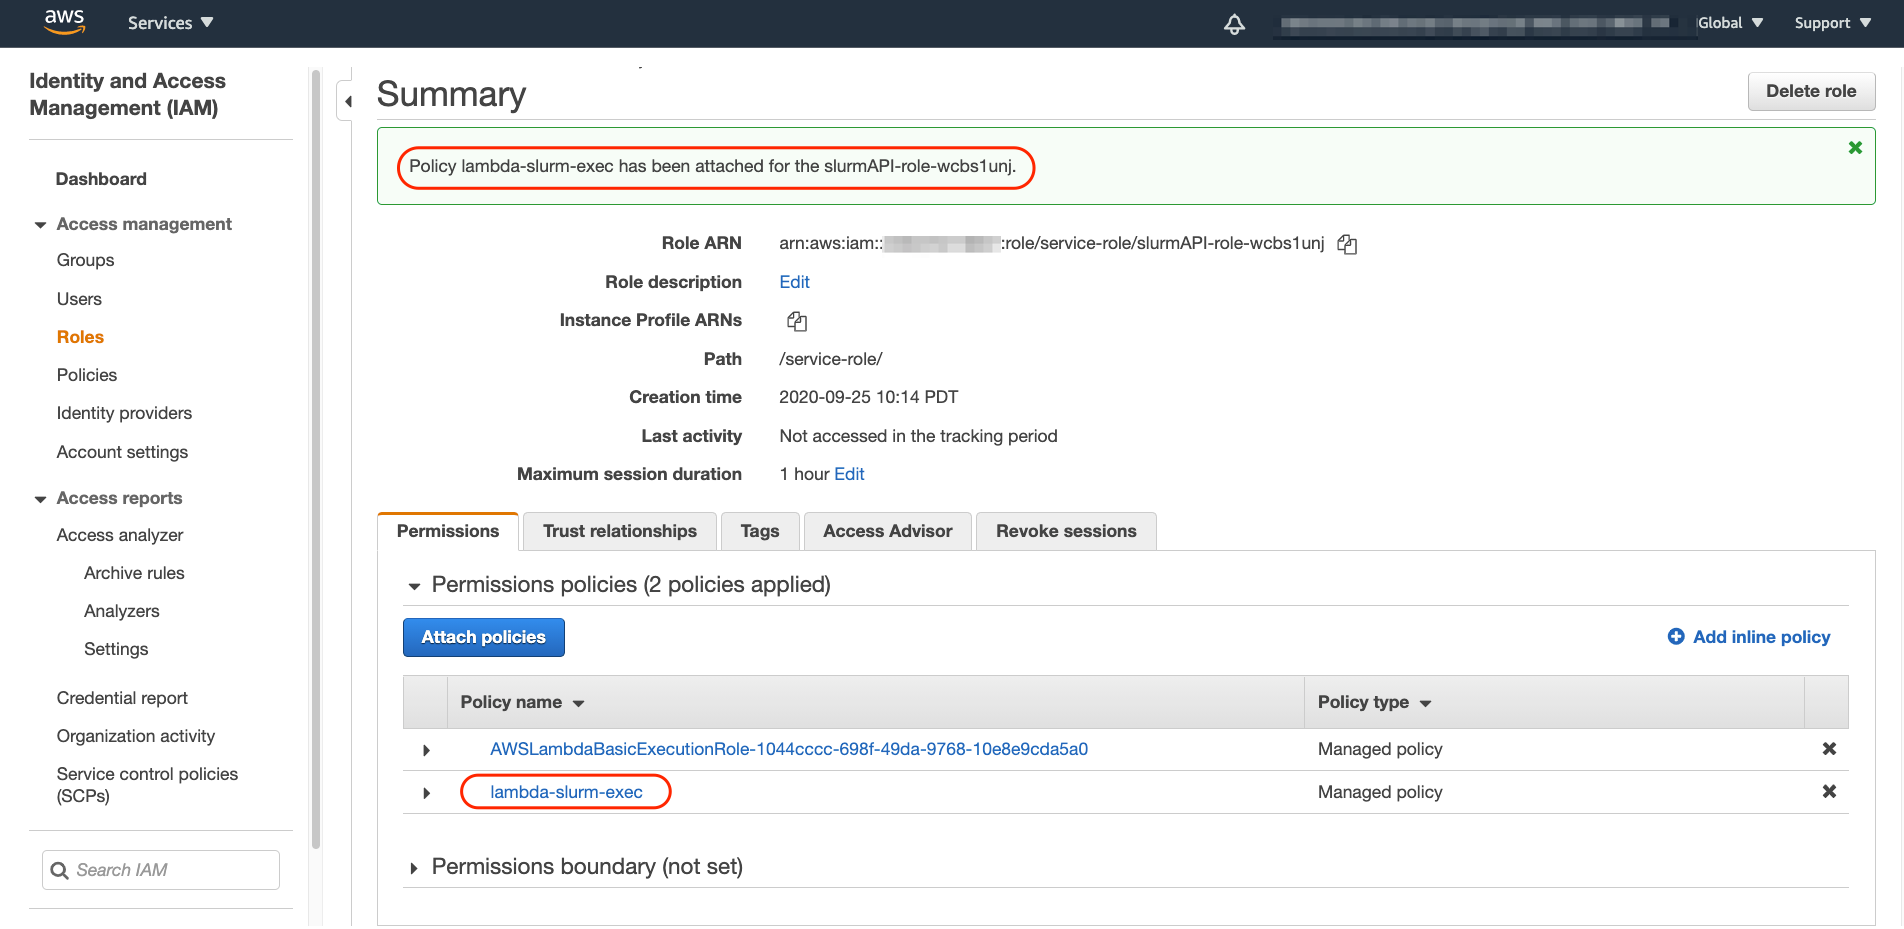 aws
Services
Global
Support
Identity and Access
Management (IAM)
Dashboard
Access management
Groups
Users
Roles
Policies
Identity providers
Account settings
Access reports
Access analyzer
Archive rules
Analyzers
Settings
Credential report
Organization activity
Service control policies
(SCPs)
Search IAM
Summary
Delete role
Policy lambda-slurm-exec has been attached for the slurmAPI-role-wcbs1unj.
Role ARN arn:aws:iam:: :role/service-role/slurmAPI-role-wcbs1unj
Role description Edit
Instance Profile ARNs
Path /service-role/
Creation time 2020-09-25 10:14 PDT
Last activity Not accessed in the tracking period
Maximum session duration 1 hour Edit
Permissions Trust relationships Tags Access Advisor Revoke sessions
Permissions policies (2 policies applied)
Attach policies
Add inline policy
Policy name Policy type
AWSLambdaBasicExecutionRole-1044cccc-698f-49da-9768-10e8e9cda5a0 Managed policy
lambda-slurm-exec Managed policy
Permissions boundary (not set)